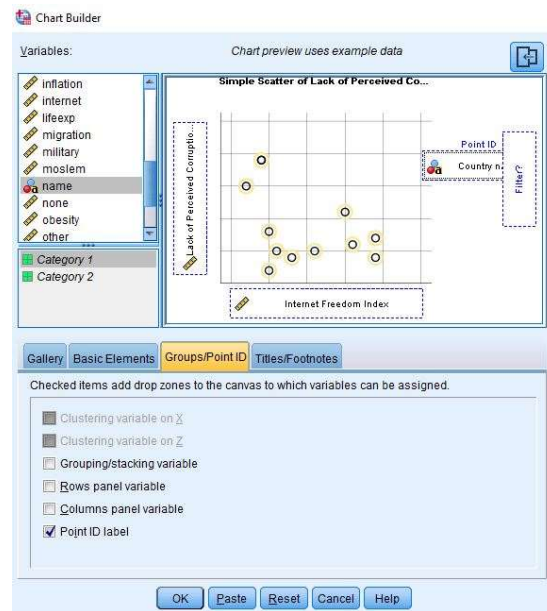 Chart Builder
Variables:
Chart preview uses example data
inflation
internet
lifeexp
migration
military
moslem
name
none
obesity
other
Category 1
Category 2
Simple Scatter of Lack of Perceived Co...
Lack of Perceived Corruptio...
Point ID
Country n
Filter?
Internet Freedom Index
Gallery
Basic Elements
Groups/Point ID
Titles/Footnotes
Checked items add drop zones to the canvas to which variables can be assigned.
Clustering variable on X
Clustering variable on Z
Grouping/stacking variable
Rows panel variable
Columns panel variable
Point ID label
OK Paste Reset Cancel Help